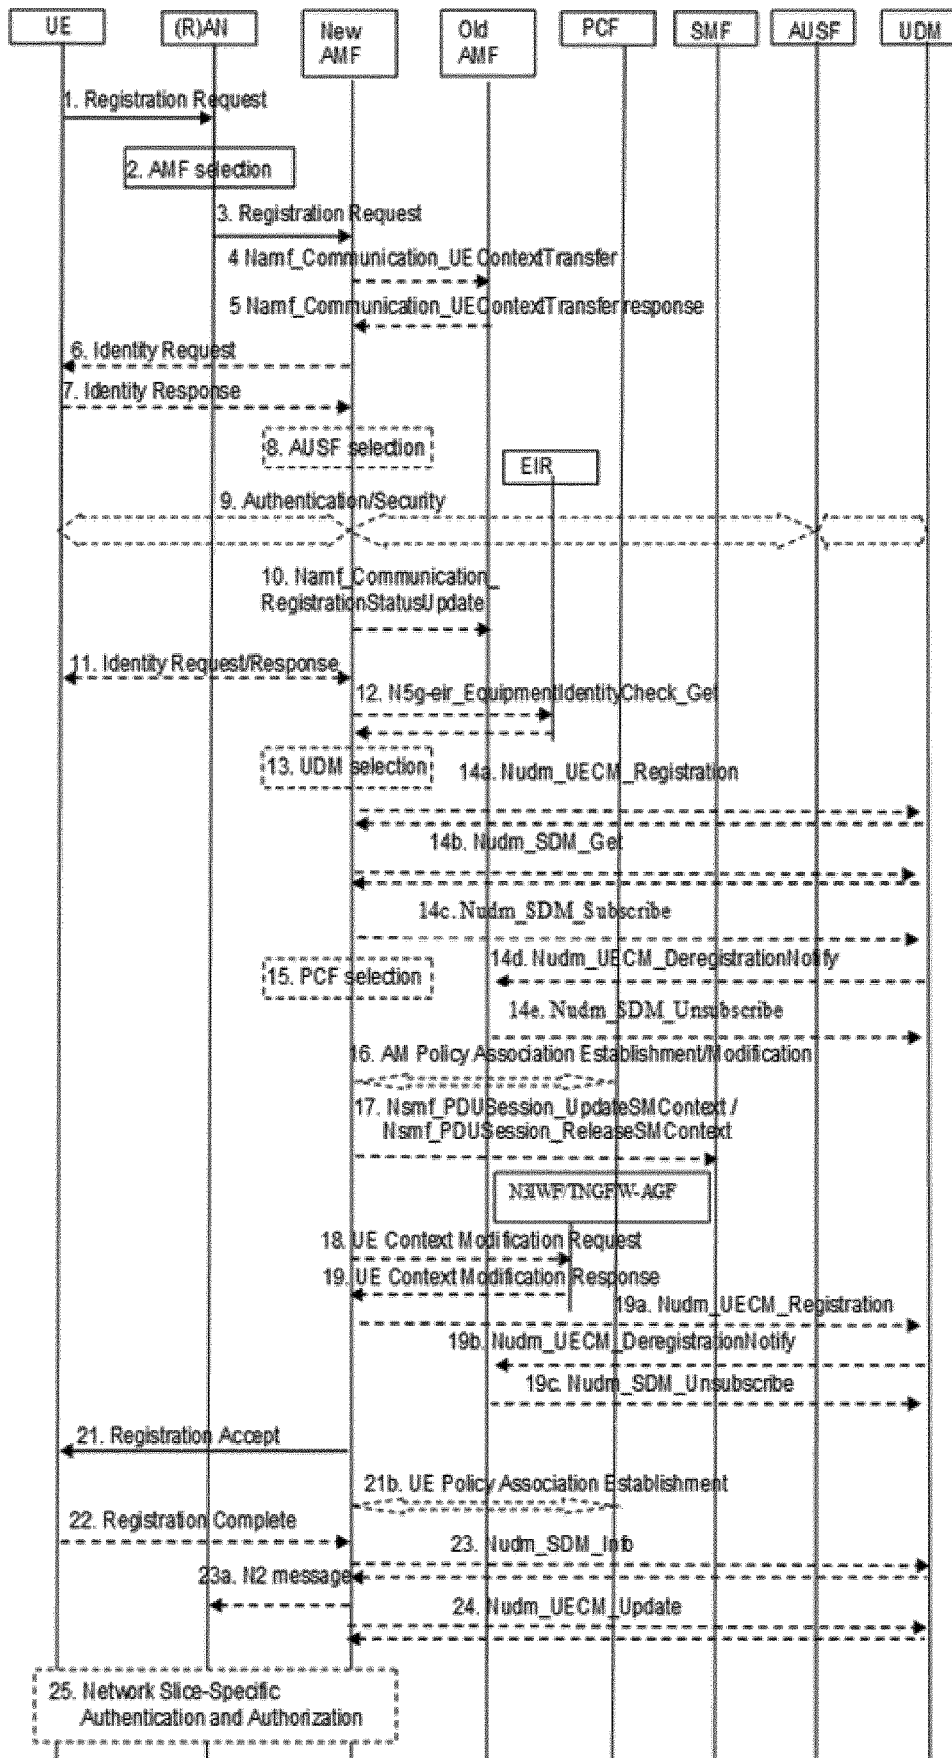 UE
(R)AN
New
AMF
Old
AMF
PCF
SMF
AUSF
UDM
1. Registration Request
2. AMF selection
3. Registration Request
4 Namf_Communication_UEContextTransfer
5 Namf_Communication_UEContextTransfer response
6. Identity Request
7. Identity Response
8. AUSF selection
EIR
9. Authentication/Security
10. Namf_Communication_
RegistrationStatusUpdate
11. Identity Request/Response
12. N5g-eir_EquipmentIdentityCheck_Get
13. UDM selection
14a. Nudm_UECM_Registration
14b. Nudm_SDM_Get
14c. Nudm_SDM_Subscribe
14d. Nudm_UECM_DeregistrationNotify
15. PCF selection
14e. Nudm_SDM_Unsubscribe
16. AM Policy Association Establishment/Modification
17. Nsmf_PDUSession_UpdateSMContext /
Nsmf_PDUSession_ReleaseSMContext
N3IWF/TNGF/W-AGF
18. UE Context Modification Request
19. UE Context Modification Response
19a. Nudm_UECM_Registration
19b. Nudm_UECM_DeregistrationNotify
19c. Nudm_SDM_Unsubscribe
21. Registration Accept
21b. UE Policy Association Establishment
22. Registration Complete
23. Nudm_SDM_Info
23a. N2 message
24. Nudm_UECM_Update
25. Network Slice-Specific
Authentication and Authorization